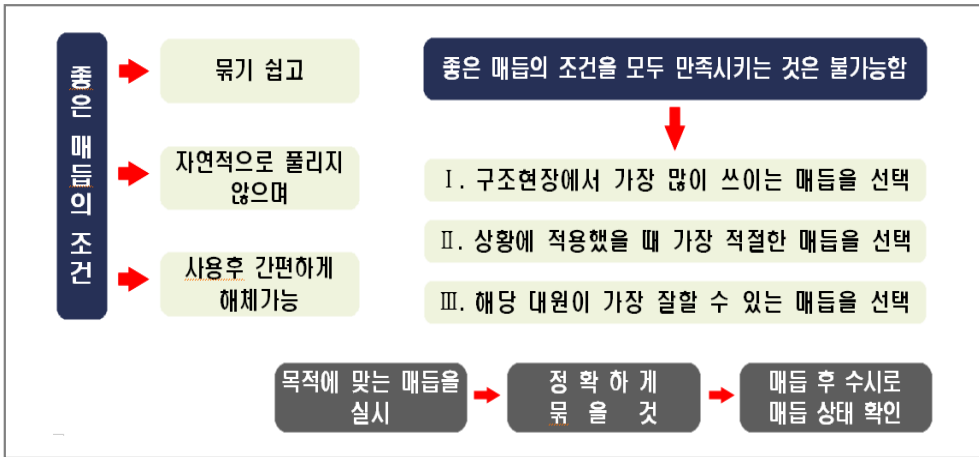 좋은 매듭의 조건
묶기 쉽고
자연적으로 풀리지
않으며
사용후 간편하게
해체가능
좋은 매듭의 조건을 모두 만족시키는 것은 불가능함
Ⅰ. 구조현장에서 가장 많이 쓰이는 매듭을 선택
Ⅱ. 상황에 적용했을 때 가장 적절한 매듭을 선택
Ⅲ. 해당 대원이 가장 잘할 수 있는 매듭을 선택
목적에 맞는 매듭을
실시
정 확 하 게
묶 을 것
매듭 후 수시로
매듭 상태 확인